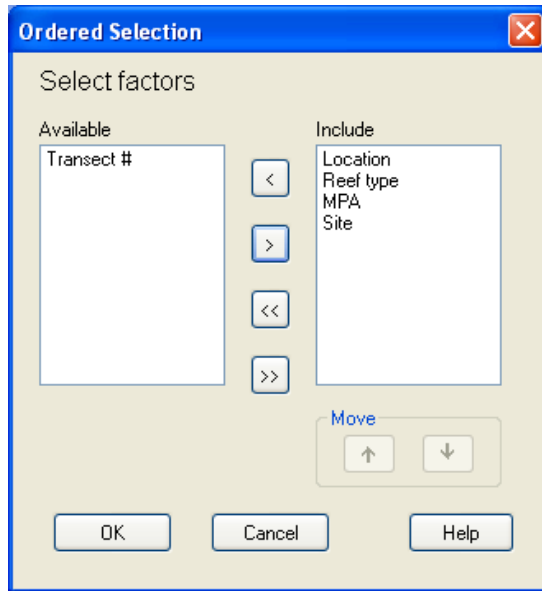 Ordered Selection
Select factors
Available
Include
Transect #
Location
Reef type
MPA
Site
<
>
<<
>>
Move
OK
Cancel
Help